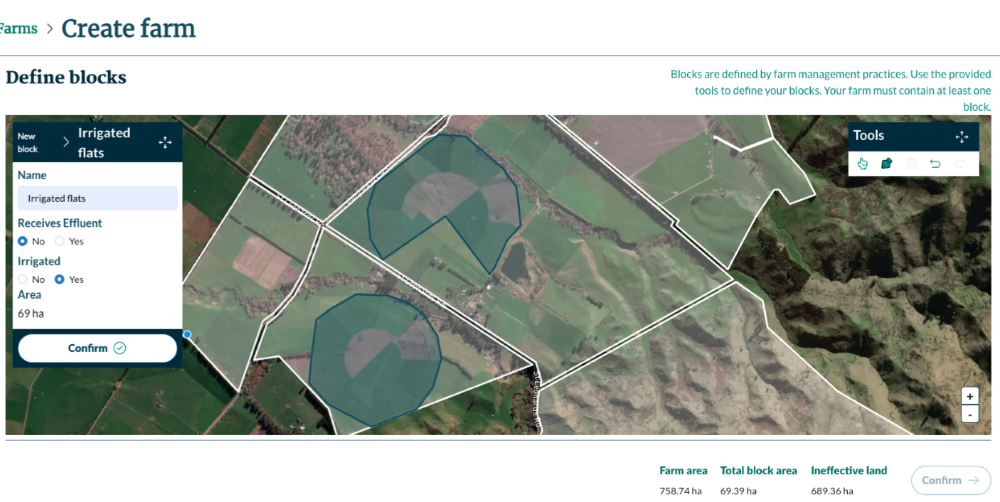 Farms > Create farm
Define blocks
Blocks are defined by farm management practices. Use the provided
tools to define your blocks. Your farm must contain at least one
block.
New
block
> Irrigated
flats
Name
Irrigated flats
Receives Effluent
No Yes
Irrigated
No Yes
Area
69 ha
Confirm
Tools
St Leonards Rd
+
-
Farm area Total block area Ineffective land
758.74 ha 69.39 ha 689.36 ha
Confirm →